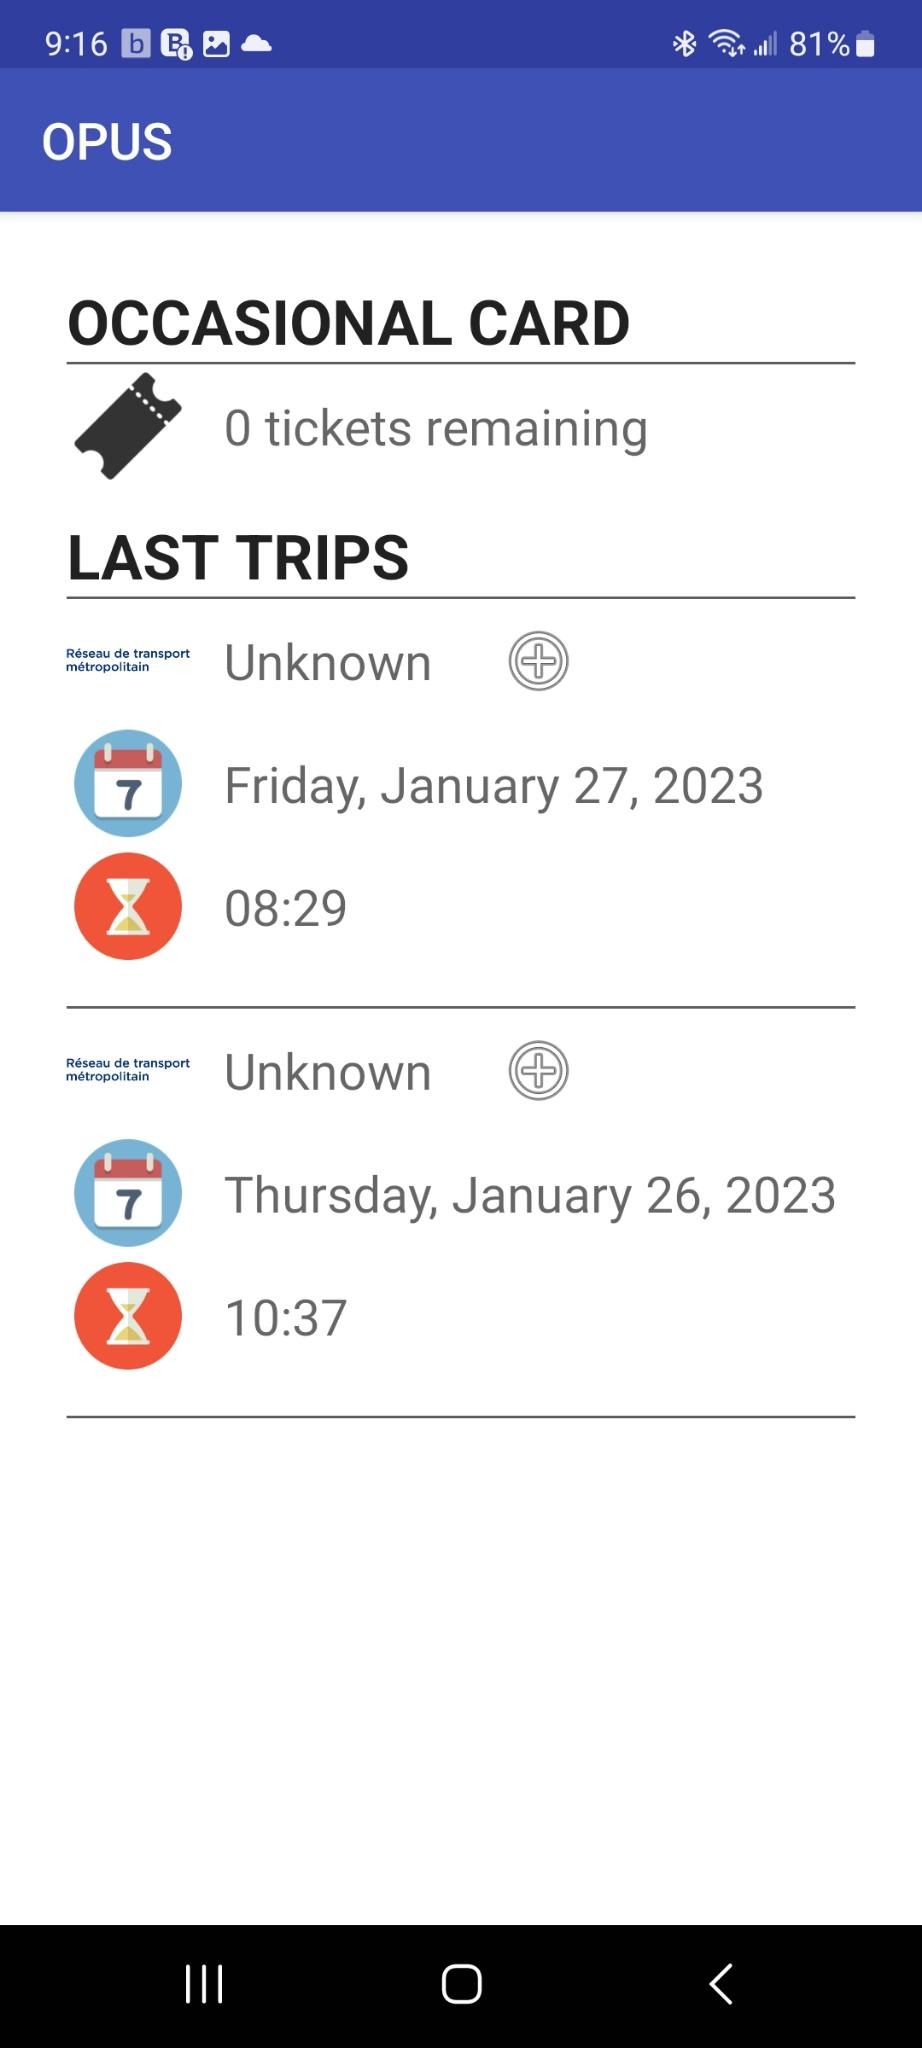 9:16
81%
OPUS
OCCASIONAL CARD
0 tickets remaining
LAST TRIPS
Réseau de transport
métropolitain
Unknown
7
Friday, January 27, 2023
08:29
Réseau de transport
métropolitain
Unknown
7
Thursday, January 26, 2023
10:37